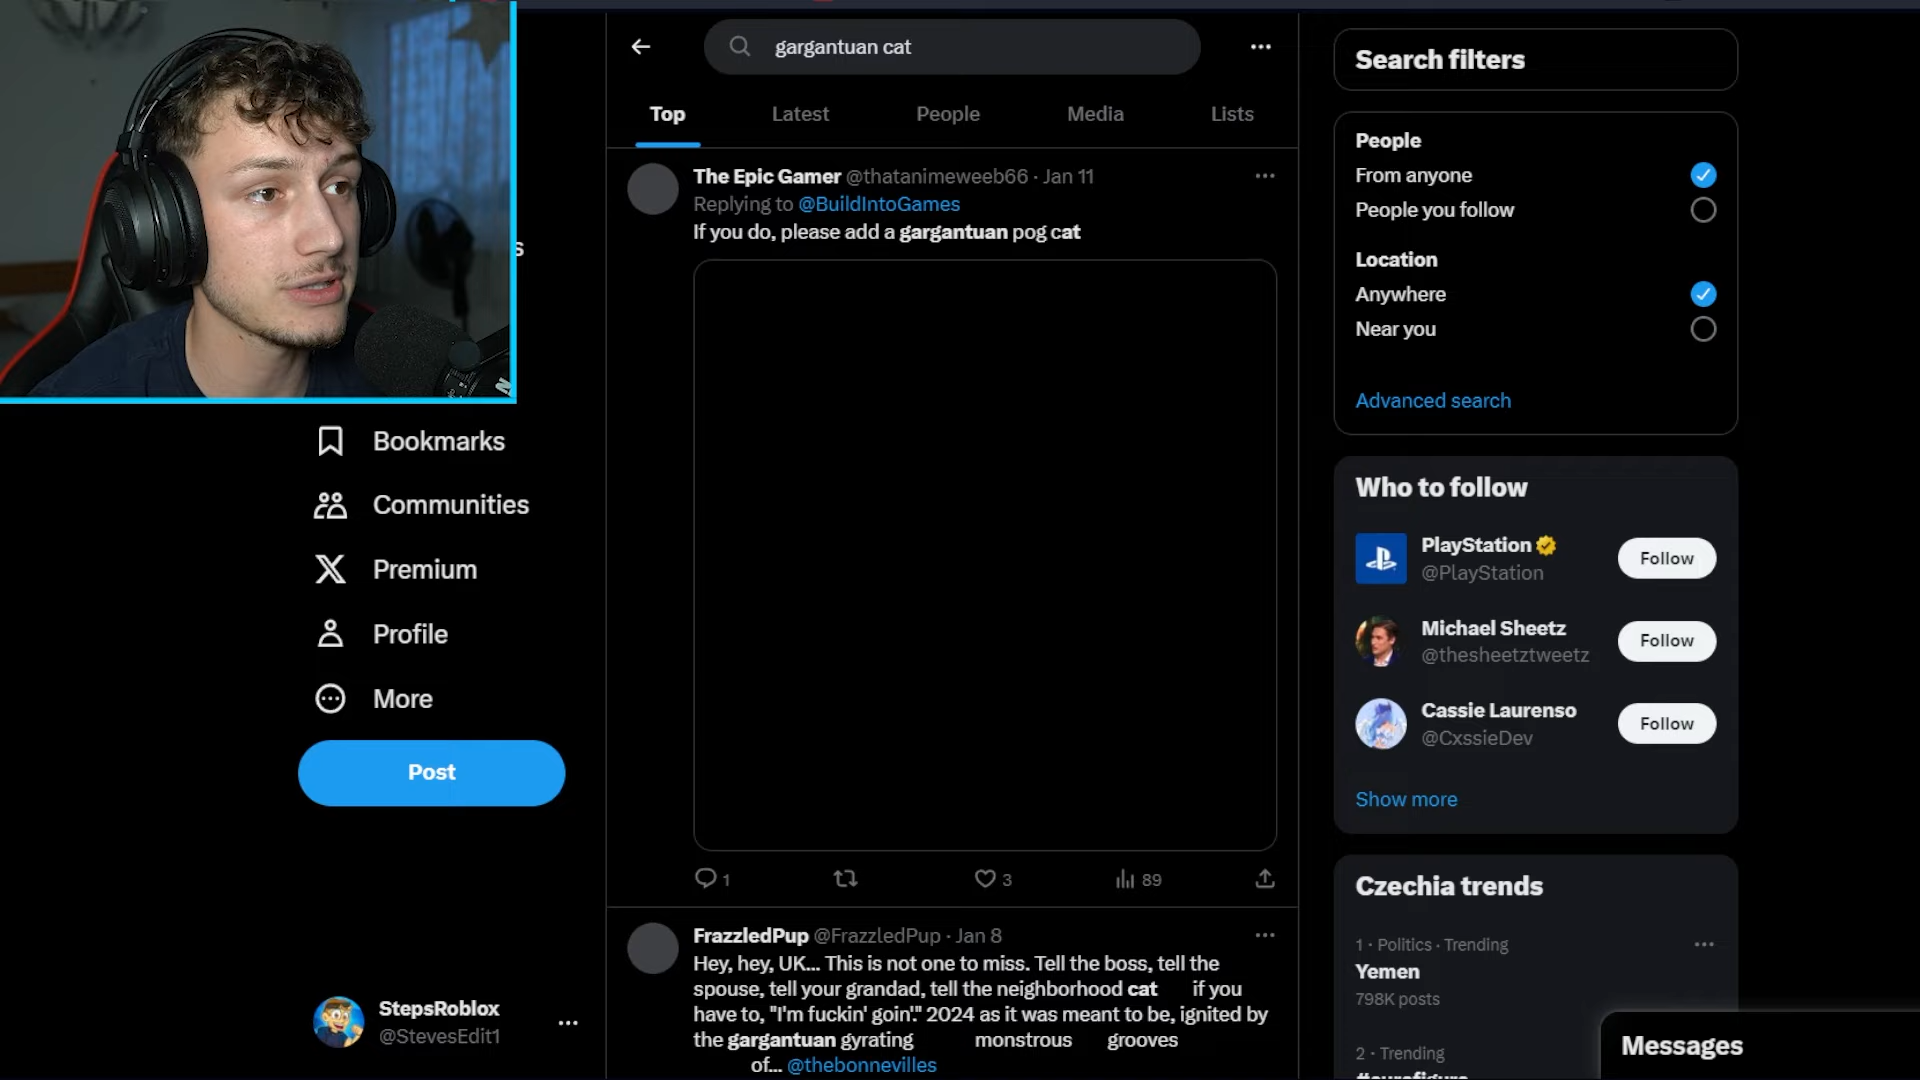 gargantuan cat
Top
Latest
People
Media
Lists
The Epic Gamer @thatanimeweeb66 · Jan 11
Replying to @BuildIntoGames
If you do, please add a gargantuan pog cat
1
3
89
FrazzledPup @FrazzledPup · Jan 8
Hey, hey, UK... This is not one to miss. Tell the boss, tell the
spouse, tell your grandad, tell the neighborhood cat if you
have to, "I'm fuckin' goin'." 2024 as it was meant to be, ignited by
the gargantuan gyrating monstrous grooves
of... @thebonnevilles
s
Bookmarks
Communities
Premium
Profile
More
Post
StepsRoblox
@StevesEdit1
Search filters
People
From anyone
People you follow
Location
Anywhere
Near you
Advanced search
Who to follow
PlayStation
@PlayStation
Follow
Michael Sheetz
@thesheetztweetz
Follow
Cassie Laurenso
@CxssieDev
Follow
Show more
Czechia trends
1 · Politics · Trending
Yemen
798K posts
2 · Trending
Messages